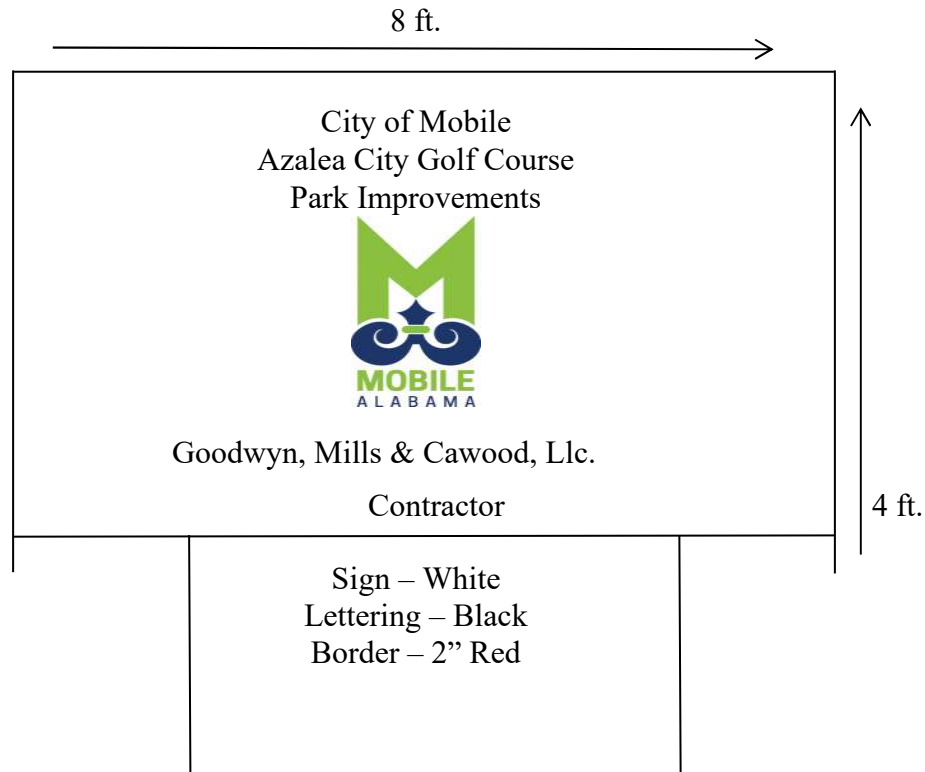 8 ft.
City of Mobile
Azalea City Golf Course
Park Improvements
MOBILE
ALABAMA
Goodwyn, Mills & Cawood, Llc.
Contractor
4 ft.
Sign – White
Lettering – Black
Border – 2” Red